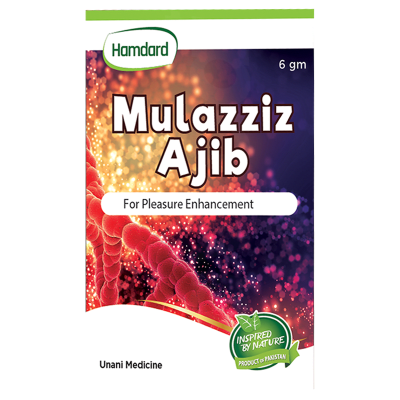 Hamdard
6 gm
Mulazziz
Ajib
For Pleasure Enhancement
INSPIRED
BY NATURE
PRODUCT OF PAKISTAN
Unani Medicine